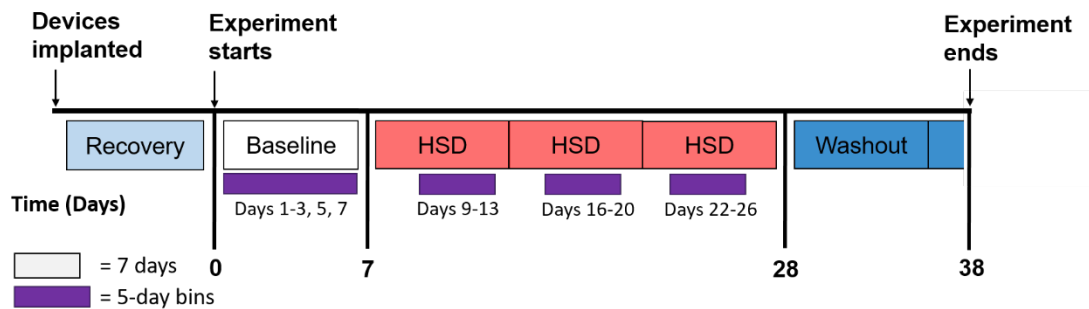 Devices
implanted
Experiment
starts
Experiment
ends
Recovery
Baseline
HSD
HSD
HSD
Washout
Time (Days)
Days 1-3, 5, 7
Days 9-13
Days 16-20
Days 22-26
0
7
28
38
= 7 days
= 5-day bins